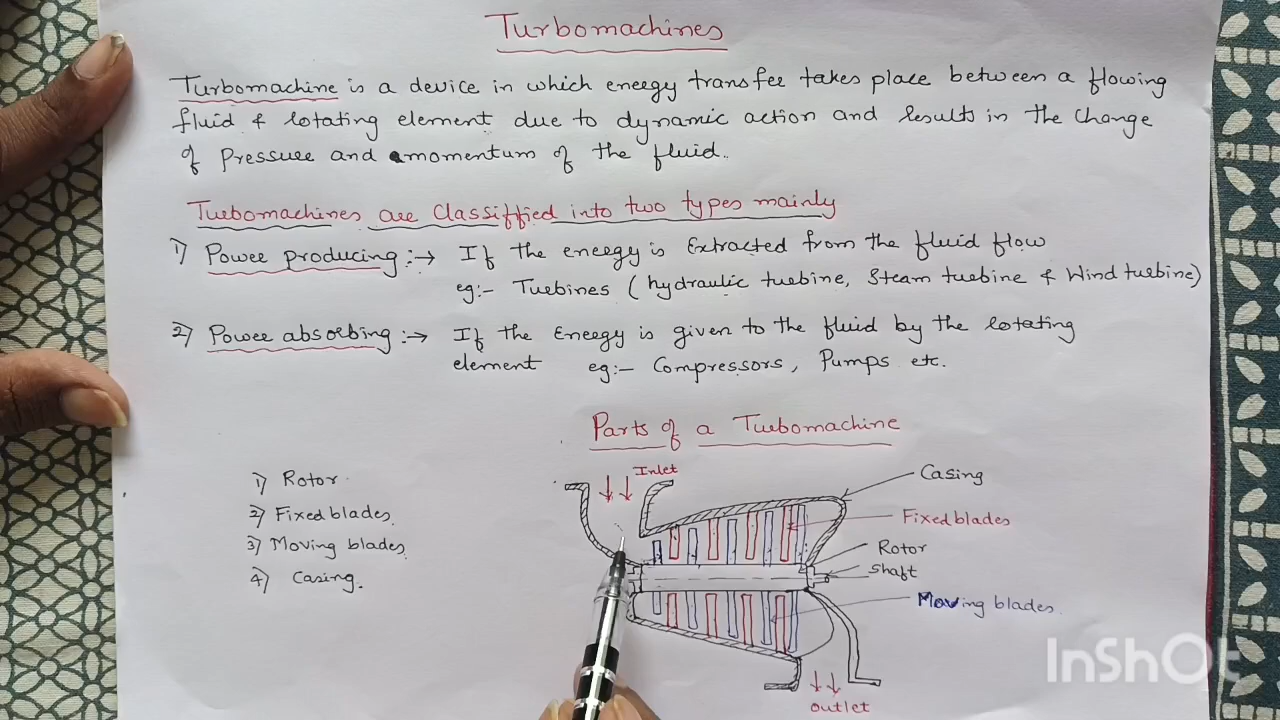 Turbomachines
Turbomachine is a device in which energy transfer takes place between a flowing
fluid & rotating element due to dynamic action and results in the change
of pressure and momentum of the fluid.
Turbomachines are Classiffied into two types mainly
1) Power producing :→ If the energy is Extracted from the fluid flow
eg:- Turbines (hydraulic turbine, Steam turbine & Wind turbine)
2) Power absorbing :→ If the Energy is given to the fluid by the rotating
element eg:- Compressors, Pumps etc.
Parts of a Turbomachine
1) Rotor
2) Fixed blades.
3) Moving blades.
4) Casing.
Inlet
Casing
Fixed blades
Rotor
Shaft
Moving blades.
outlet
InShOt